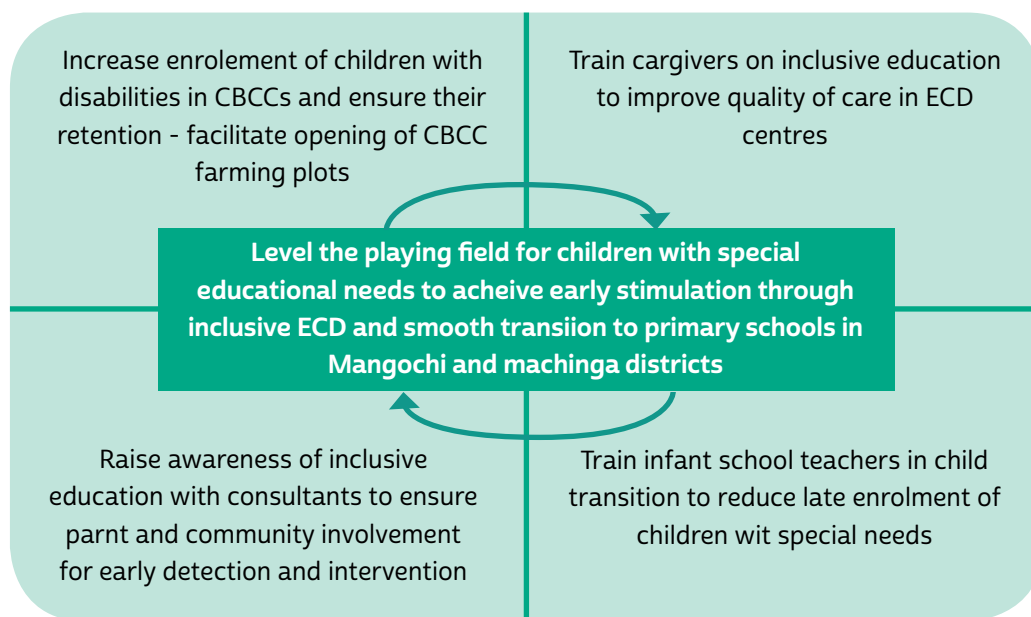 Increase enrolement of children with
disabilities in CBCCs and ensure their
retention - facilitate opening of CBCC
farming plots
Train cargivers on inclusive education
to improve quality of care in ECD
centres
Level the playing field for children with special
educational needs to acheive early stimulation through
inclusive ECD and smooth transiion to primary schools in
Mangochi and machinga districts
Raise awareness of inclusive
education with consultants to ensure
parnt and community involvement
for early detection and intervention
Train infant school teachers in child
transition to reduce late enrolment of
children wit special needs